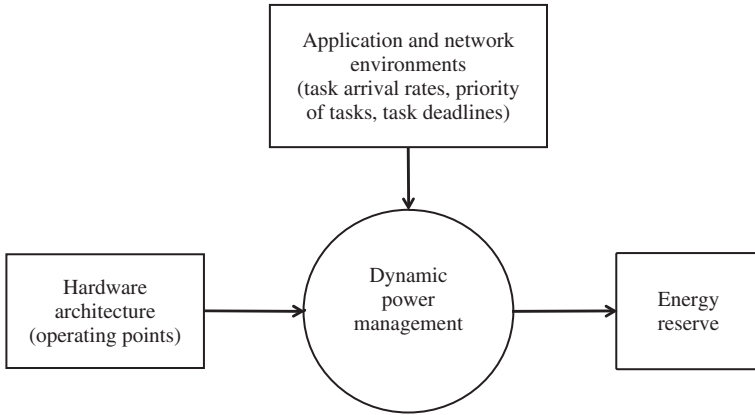 Application and network
environments
(task arrival rates, priority
of tasks, task deadlines)
Hardware
architecture
(operating points)
Dynamic
power
management
Energy
reserve